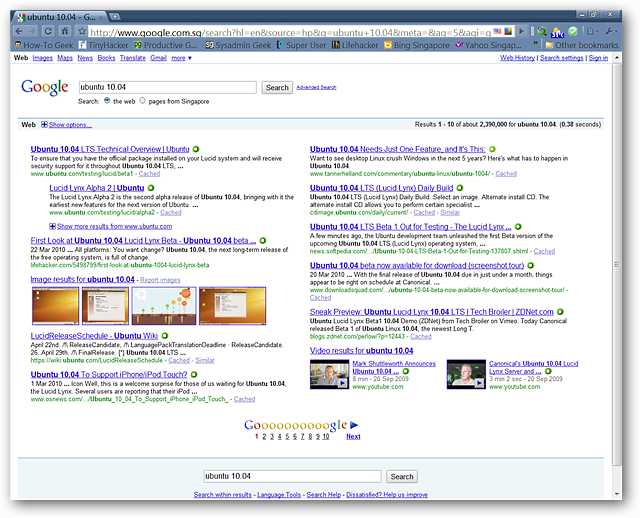 ubuntu 10.04 - G...
http://www.google.com.sg/search?hl=en&source=hp&q=ubuntu+10.04&meta=&aq=5&aqi=g
How-To Geek TinyHacker Productive G... Sysadmin Geek Super User Lifehacker Bing Singapore Yahoo Singap... Other bookmarks
Web Images Maps News Books Translate Gmail more ▼
Web History | Search settings | Sign in
Google
ubuntu 10.04
Search
Advanced Search
Search: the web pages from Singapore
Web Show options...
Results 1 - 10 of about 2,390,000 for ubuntu 10.04. (0.38 seconds)
Ubuntu 10.04 LTS Technical Overview | Ubuntu
To ensure that you have the official package installed on your Lucid system and will receive
security support for it throughout Ubuntu 10.04 LTS, ...
www.ubuntu.com/testing/lucid/beta1 - Cached
Lucid Lynx Alpha 2 | Ubuntu
The Lucid Lynx Alpha 2 is the second alpha release of Ubuntu 10.04, bringing with it the
earliest new features for the next version of Ubuntu. ...
www.ubuntu.com/testing/lucid/alpha2 - Cached
Show more results from www.ubuntu.com
First Look at Ubuntu 10.04 Lucid Lynx Beta - Ubuntu 10.04 beta ...
22 Mar 2010 ... All platforms: You want change? Ubuntu 10.04, the next long-term release of
the free operating system, is full of change.
lifehacker.com/5498799/first-look-at-ubuntu-1004-lucid-lynx-beta
Image results for ubuntu 10.04 - Report images
LucidReleaseSchedule - Ubuntu Wiki
April 22nd. /!\ ReleaseCandidate, /!\ LanguagePackTranslationDeadline · ReleaseCandidate.
26, April 29th, /!\ FinalRelease, [*] Ubuntu 10.04 LTS ...
https://wiki.ubuntu.com/LucidReleaseSchedule - Cached - Similar
Ubuntu 10.04 To Support iPhone/iPod Touch?
1 Mar 2010 ... Icon Well, this is a welcome surprise for those of us waiting for Ubuntu 10.04,
the Lucid Lynx. Several users are reporting that their iPod ...
www.osnews.com/.../Ubuntu_10_04_To_Support_iPhone_iPod_Touch_ - Cached
Ubuntu 10.04 Needs Just One Feature, and It's This:
Want to see desktop Linux crush Windows in the next 5 years? Here's what has to happen in
Ubuntu 10.04.
www.tannerhelland.com/commentary/ubuntu-linux/ubuntu-1004/ - Cached
Ubuntu 10.04 LTS (Lucid Lynx) Daily Build
Ubuntu 10.04 LTS (Lucid Lynx) Daily Build. Select an image. Alternate install CD. The
alternate install CD allows you to perform certain specialist ...
cdimage.ubuntu.com/daily/current/ - Cached - Similar
Ubuntu 10.04 LTS Beta 1 Out for Testing - The Lucid Lynx ...
A few minutes ago, the Ubuntu development team unleashed the first Beta version of the
upcoming Ubuntu 10.04 LTS (Lucid Lynx) operating system, ...
news.softpedia.com/.../Ubuntu-10-04-LTS-Beta-1-Out-for-Testing-137807.shtml - Cached
Ubuntu 10.04 beta now available for download (screenshot tour)
20 Mar 2010 ... With the final release of Ubuntu 10.04 due in just under a month, things
appear to be right on schedule at Canonical. ...
www.downloadsquad.com/.../ubuntu-10-04-beta-now-available-for-download-screenshot-tour/
- Cached
Sneak Preview: Ubuntu Lucid Lynx 10.04 LTS | Tech Broiler | ZDNet.com
Ubuntu Lucid Lynx Beta1 10.04 Demo (ZDNet) from Tech Broiler on Vimeo. Today Canonical
released Beta 1 of Ubuntu Linux 10.04, the newest Long T.
blogs.zdnet.com/perlow/?p=12443 - Cached
Video results for ubuntu 10.04
Mark Shuttleworth Announces
Ubuntu 10.04 ...
8 min - 26 Sep 2009
www.youtube.com
Canonical's Ubuntu 10.04 Lucid
Lynx Server and ...
3 min 2 sec - 26 Sep 2009
www.youtube.com
Goooooooooogle
1 2 3 4 5 6 7 8 9 10 Next
ubuntu 10.04
Search
Search within results - Language Tools - Search Help - Dissatisfied? Help us improve